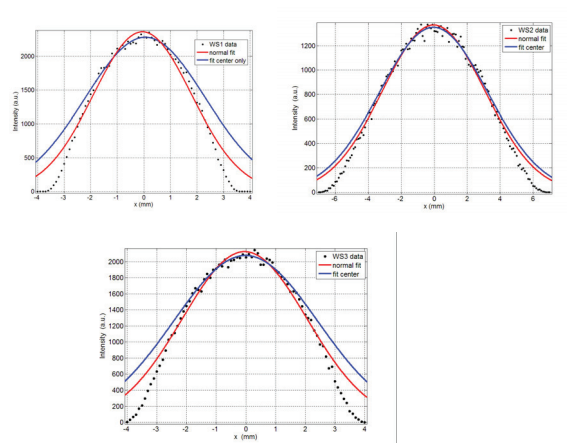 WS1 data
normal fit
fit center only
2000
1500
1000
500
0
Intensity (a.u.)
-4 -3 -2 -1 0 1 2 3 4
x (mm)
WS2 data
normal fit
fit center
1200
1000
800
600
400
200
0
Intensity (a.u.)
-6 -4 -2 0 2 4 6
x (mm)
WS3 data
normal fit
fit center
2000
1800
1600
1400
1200
1000
800
600
400
200
0
Intensity (a.u.)
-4 -3 -2 -1 0 1 2 3 4
x (mm)